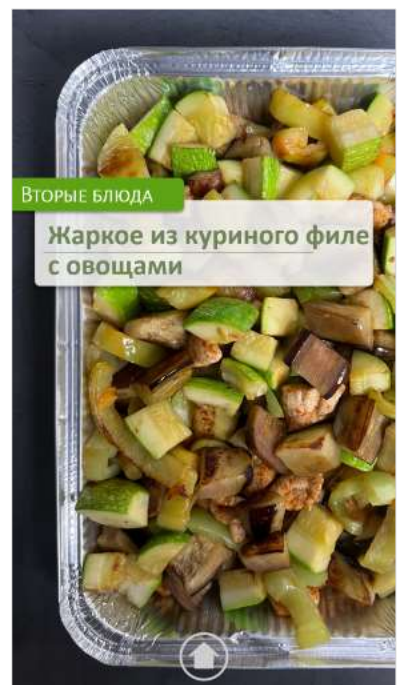 Вторые блюда
Жаркое из куриного филе
с овощами